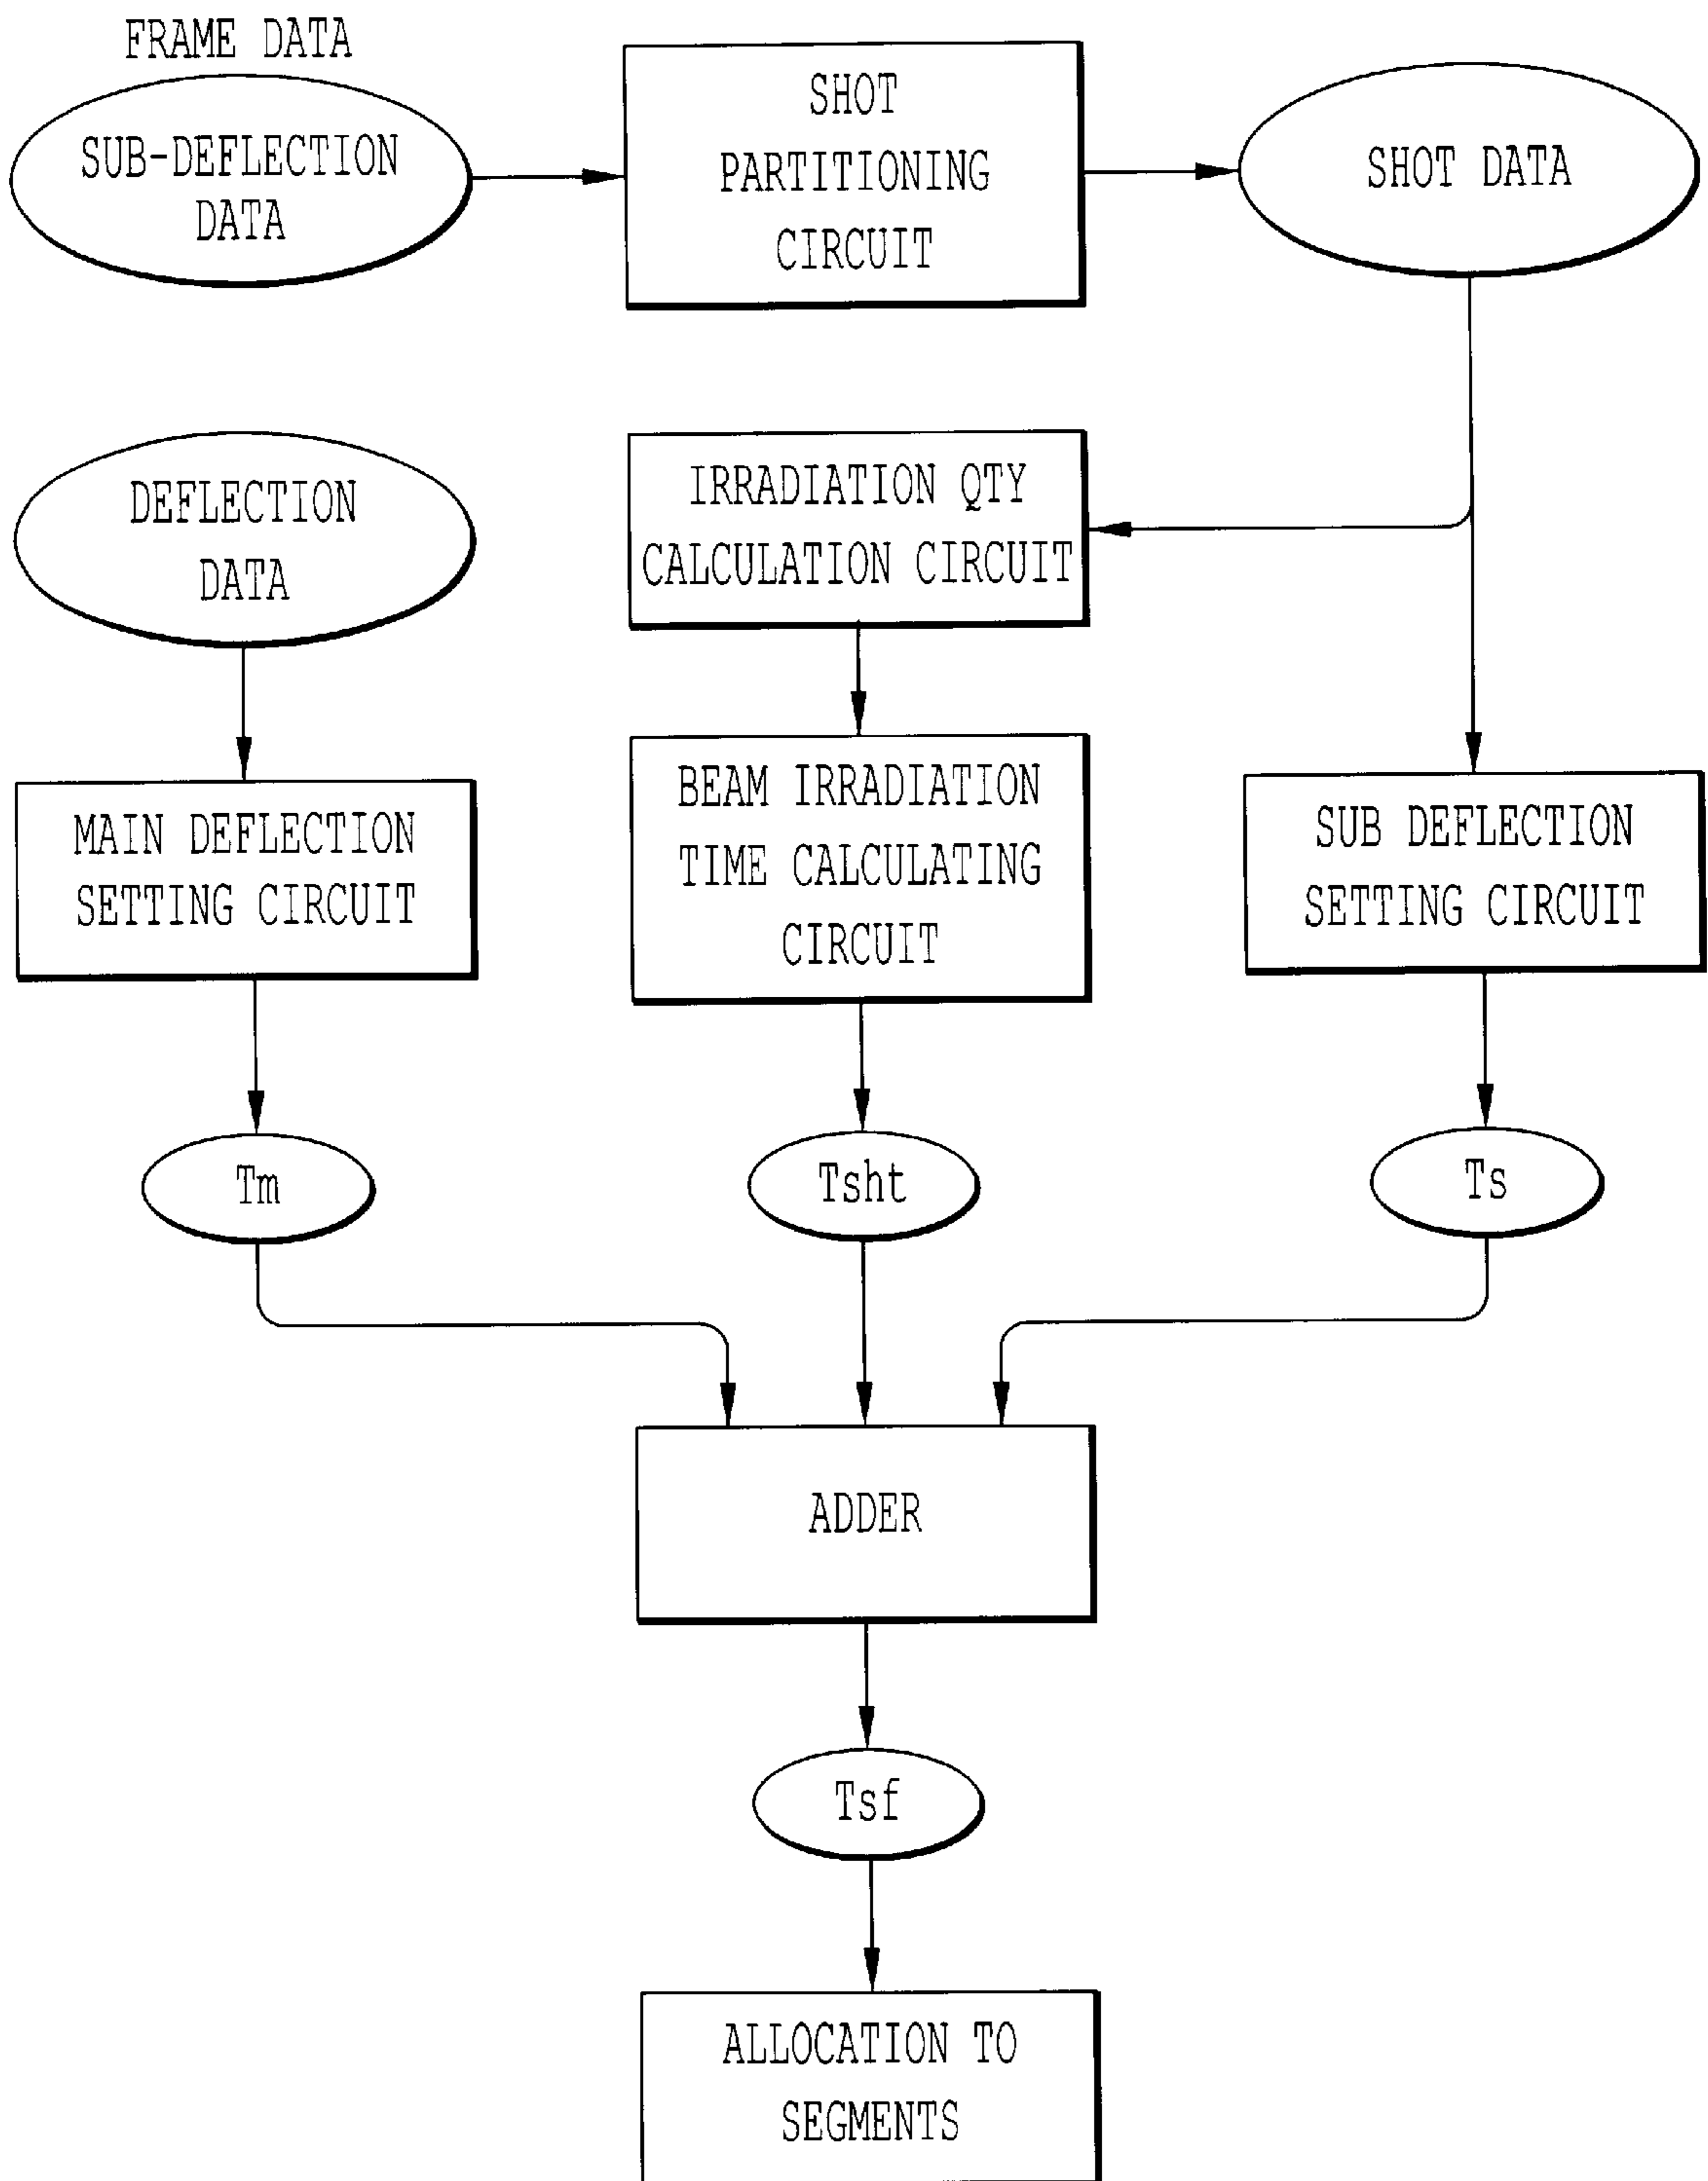 FRAME DATA
SUB-DEFLECTION
DATA
SHOT
PARTITIONING
CIRCUIT
SHOT DATA
DEFLECTION
DATA
IRRADIATION QTY
CALCULATION CIRCUIT
MAIN DEFLECTION
SETTING CIRCUIT
BEAM IRRADIATION
TIME CALCULATING
CIRCUIT
SUB DEFLECTION
SETTING CIRCUIT
Tm
Tsht
Ts
ADDER
Tsf
ALLOCATION TO
SEGMENTS